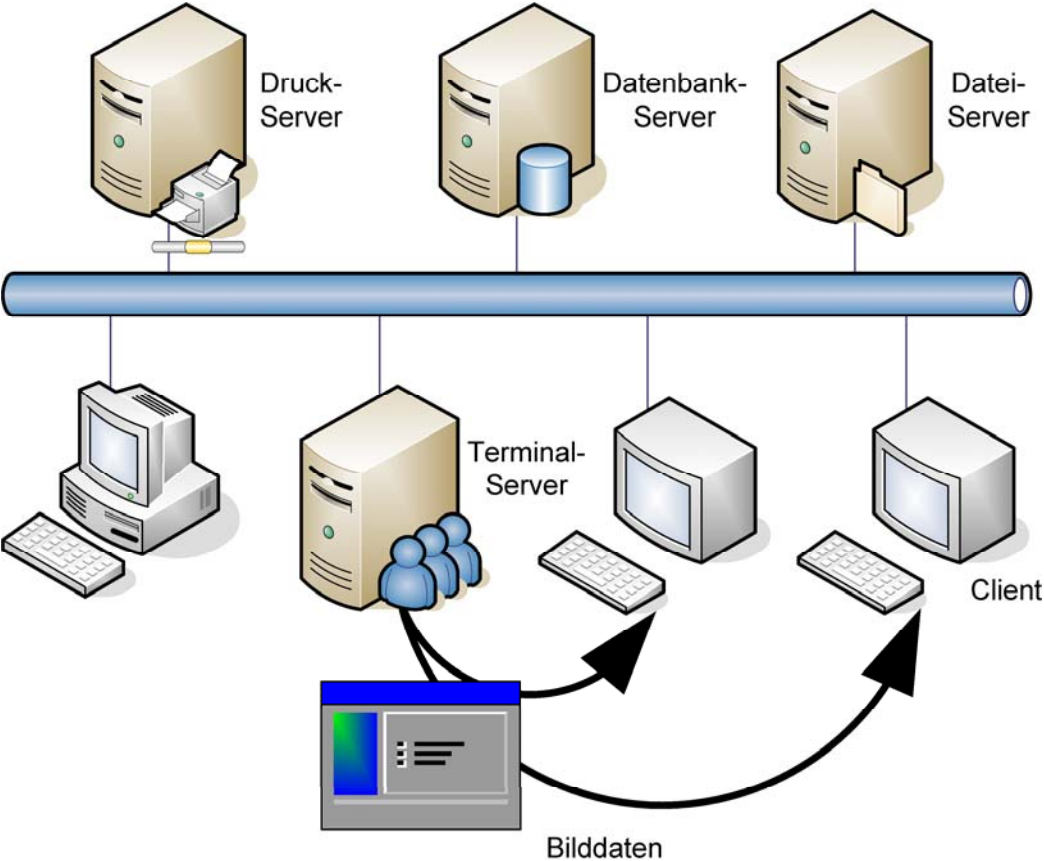 Druck-
Server
Datenbank-
Server
Datei-
Server
Terminal-
Server
Client
Bilddaten